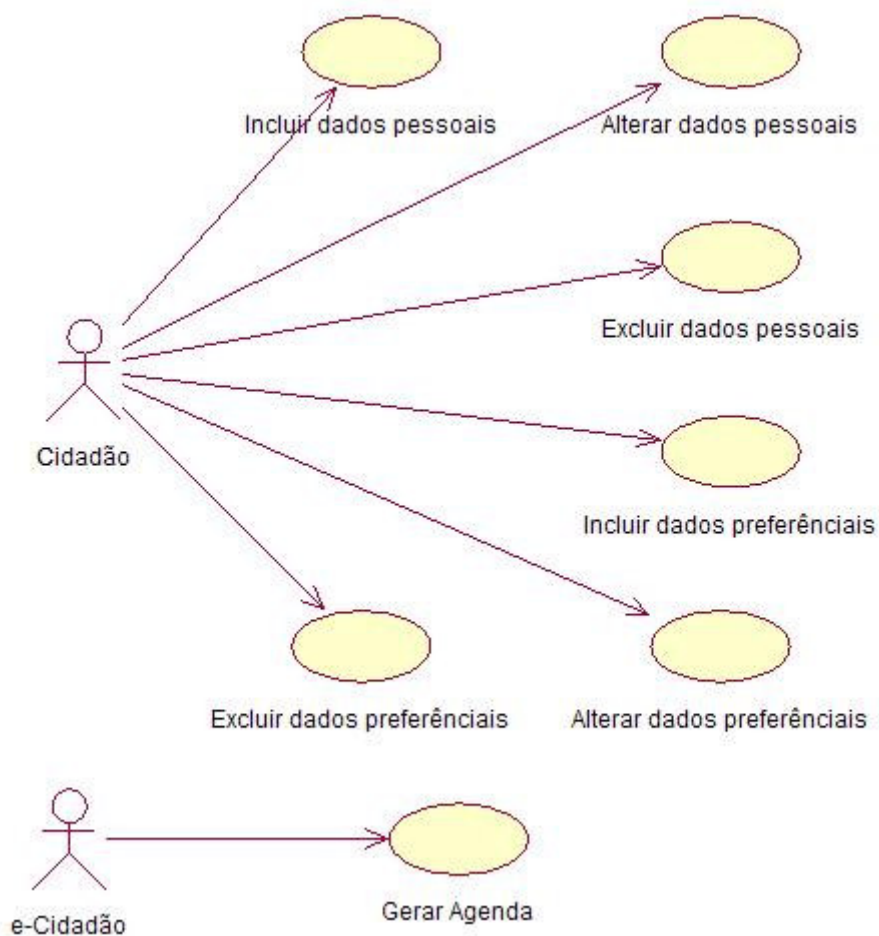 Incluir dados pessoais
Alterar dados pessoais
Excluir dados pessoais
Cidadão
Incluir dados preferênciais
Excluir dados preferênciais
Alterar dados preferênciais
e-Cidadão
Gerar Agenda